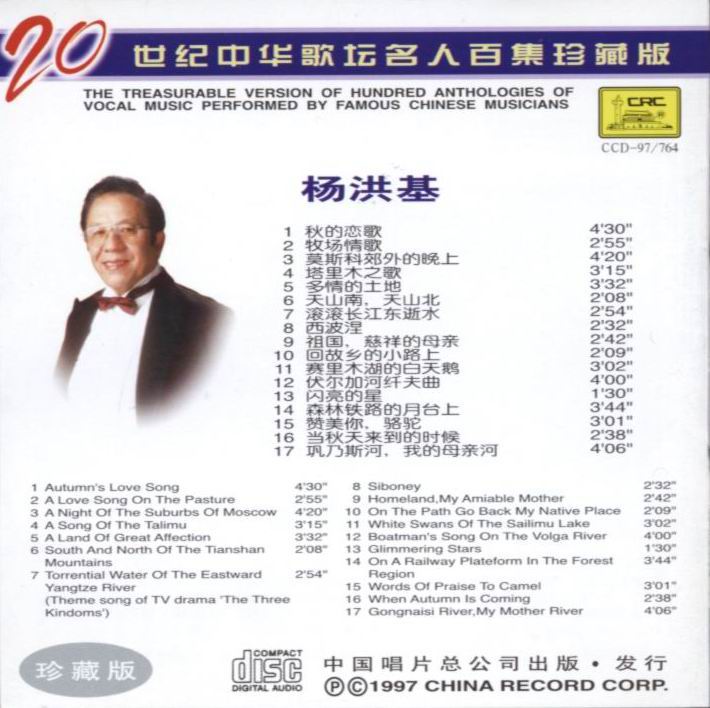 20 世纪中华歌坛名人百集珍藏版
THE TREASURABLE VERSION OF HUNDRED ANTHOLOGIES OF
VOCAL MUSIC PERFORMED BY FAMOUS CHINESE MUSICIANS
CRC
CCD-97/764
杨洪基
1 秋的恋歌 4'30"
2 牧场情歌 2'55"
3 莫斯科郊外的晚上 4'20"
4 塔里木之歌 3'15"
5 多情的土地 3'32"
6 天山南，天山北 2'08"
7 滚滚长江东逝水 2'54"
8 西波涅 2'32"
9 祖国，慈祥的母亲 2'42"
10 回故乡的小路上 2'09"
11 赛里木湖的白天鹅 3'02"
12 伏尔加河纤夫曲 4'00"
13 闪亮的星 1'30"
14 森林铁路的月台上 3'44"
15 赞美你，骆驼 3'01"
16 当秋天来到的时候 2'38"
17 巩乃斯河，我的母亲河 4'06"
1 Autumn's Love Song 4'30"
2 A Love Song On The Pasture 2'55"
3 A Night Of The Suburbs Of Moscow 4'20"
4 A Song Of The Talimu 3'15"
5 A Land Of Great Affection 3'32"
6 South And North Of The Tianshan 2'08"
Mountains
7 Torrential Water Of The Eastward 2'54"
Yangtze River
(Theme song of TV drama 'The Three
Kindoms')
8 Siboney 2'32"
9 Homeland,My Amiable Mother 2'42"
10 On The Path Go Back My Native Place 2'09"
11 White Swans Of The Sailimu Lake 3'02"
12 Boatman's Song On The Volga River 4'00"
13 Glimmering Stars 1'30"
14 On A Railway Plateform In The Forest 3'44"
Region
15 Words Of Praise To Camel 3'01"
16 When Autumn Is Coming 2'38"
17 Gongnaisi River,My Mother River 4'06"
珍藏版
COMPACT
disc
DIGITAL AUDIO
中国唱片总公司出版·发行
Ⓟ©1997 CHINA RECORD CORP.